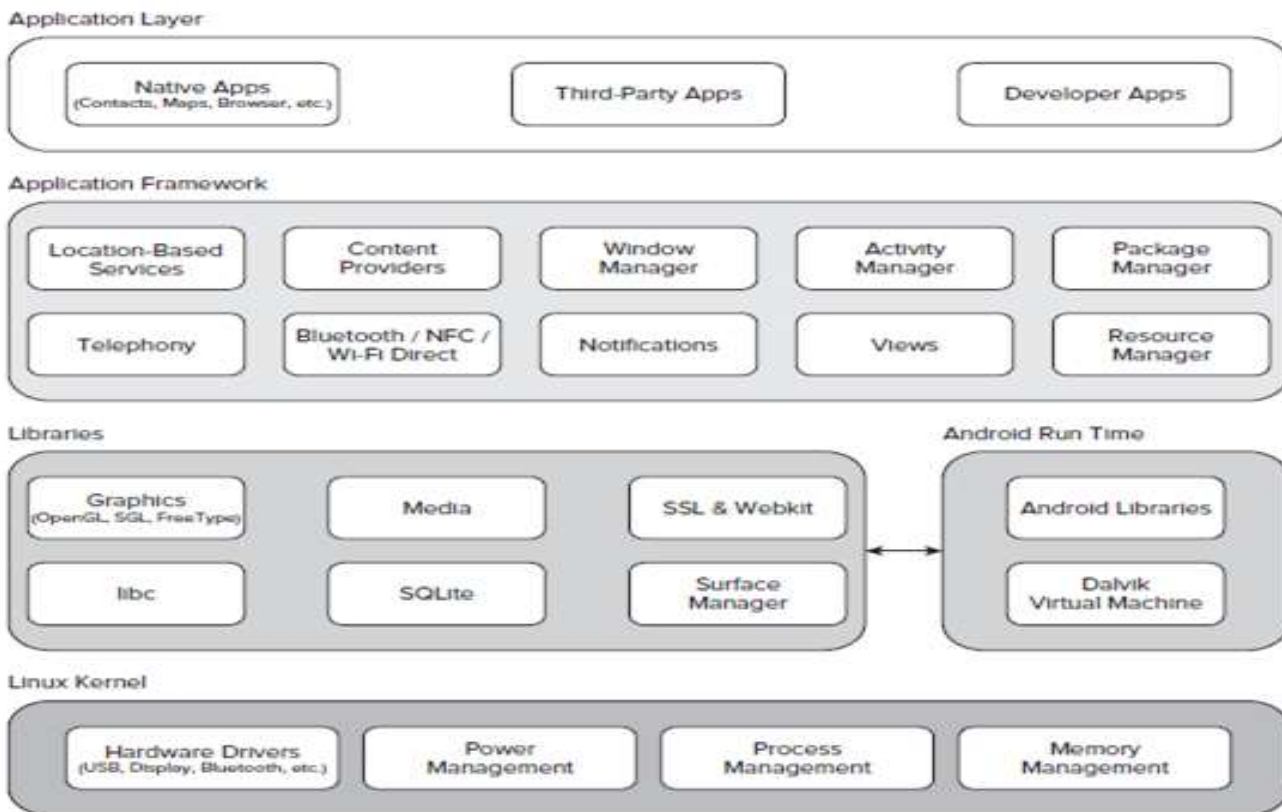 Application Layer
Native Apps
(Contacts, Maps, Browser, etc.)
Third-Party Apps
Developer Apps
Application Framework
Location-Based
Services
Content
Providers
Window
Manager
Activity
Manager
Package
Manager
Telephony
Bluetooth / NFC /
Wi-Fi Direct
Notifications
Views
Resource
Manager
Libraries
Graphics
(OpenGL, SGL, FreeType)
Media
SSL & Webkit
libc
SQLite
Surface
Manager
Android Run Time
Android Libraries
Dalvik
Virtual Machine
Linux Kernel
Hardware Drivers
(USB, Display, Bluetooth, etc.)
Power
Management
Process
Management
Memory
Management